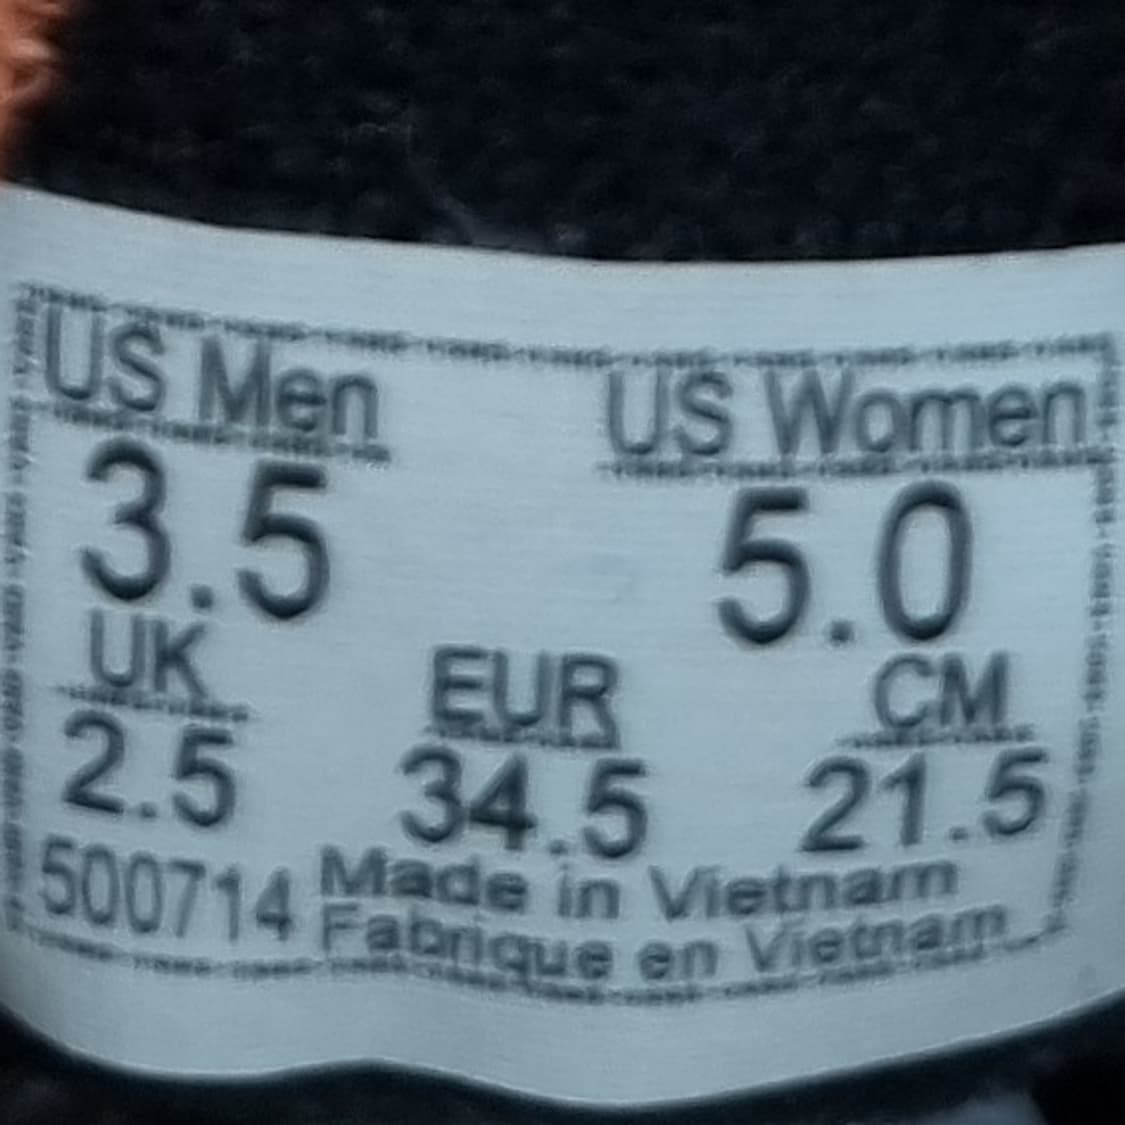 US Men US Women
3.5 5.0
UK EUR CM
2.5 34.5 21.5
500714 Made in Vietnam
Fabrique en Vietnam